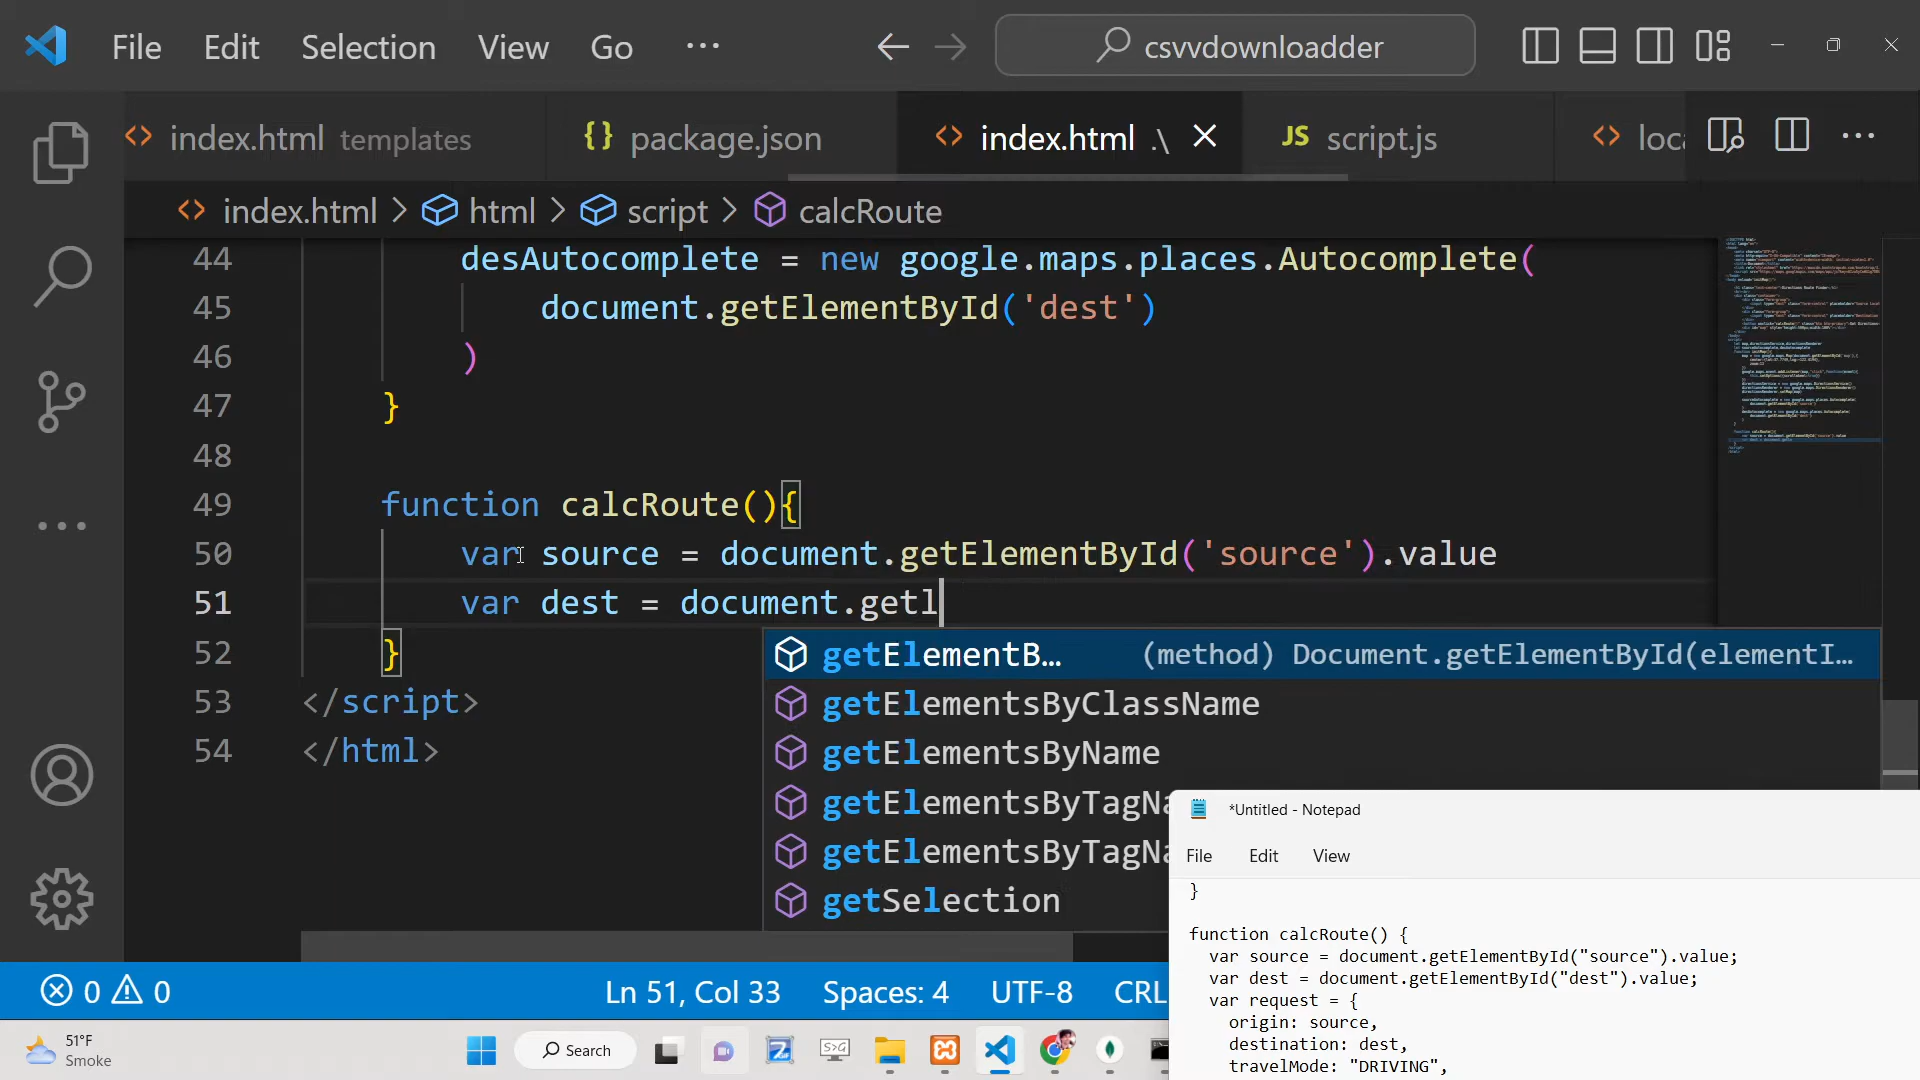 File Edit Selection View Go ...
csvvdownloadder
index.html templates
package.json
index.html .\
JS script.js
loc
index.html > html > script > calcRoute
44 desAutocomplete = new google.maps.places.Autocomplete(
45 document.getElementById('dest')
46 )
47 }
48
49 function calcRoute(){
50 var source = document.getElementById('source').value
51 var dest = document.getl
52 }
53 </script>
54 </html>
getElementB… (method) Document.getElementById(elementI…
getElementsByClassName
getElementsByName
getElementsByTagNa
getElementsByTagNa
getSelection
*Untitled - Notepad
File Edit View
}
function calcRoute() {
var source = document.getElementById("source").value;
var dest = document.getElementById("dest").value;
var request = {
origin: source,
destination: dest,
travelMode: "DRIVING",
0 0
Ln 51, Col 33 Spaces: 4 UTF-8 CRL
51°F
Smoke
Search